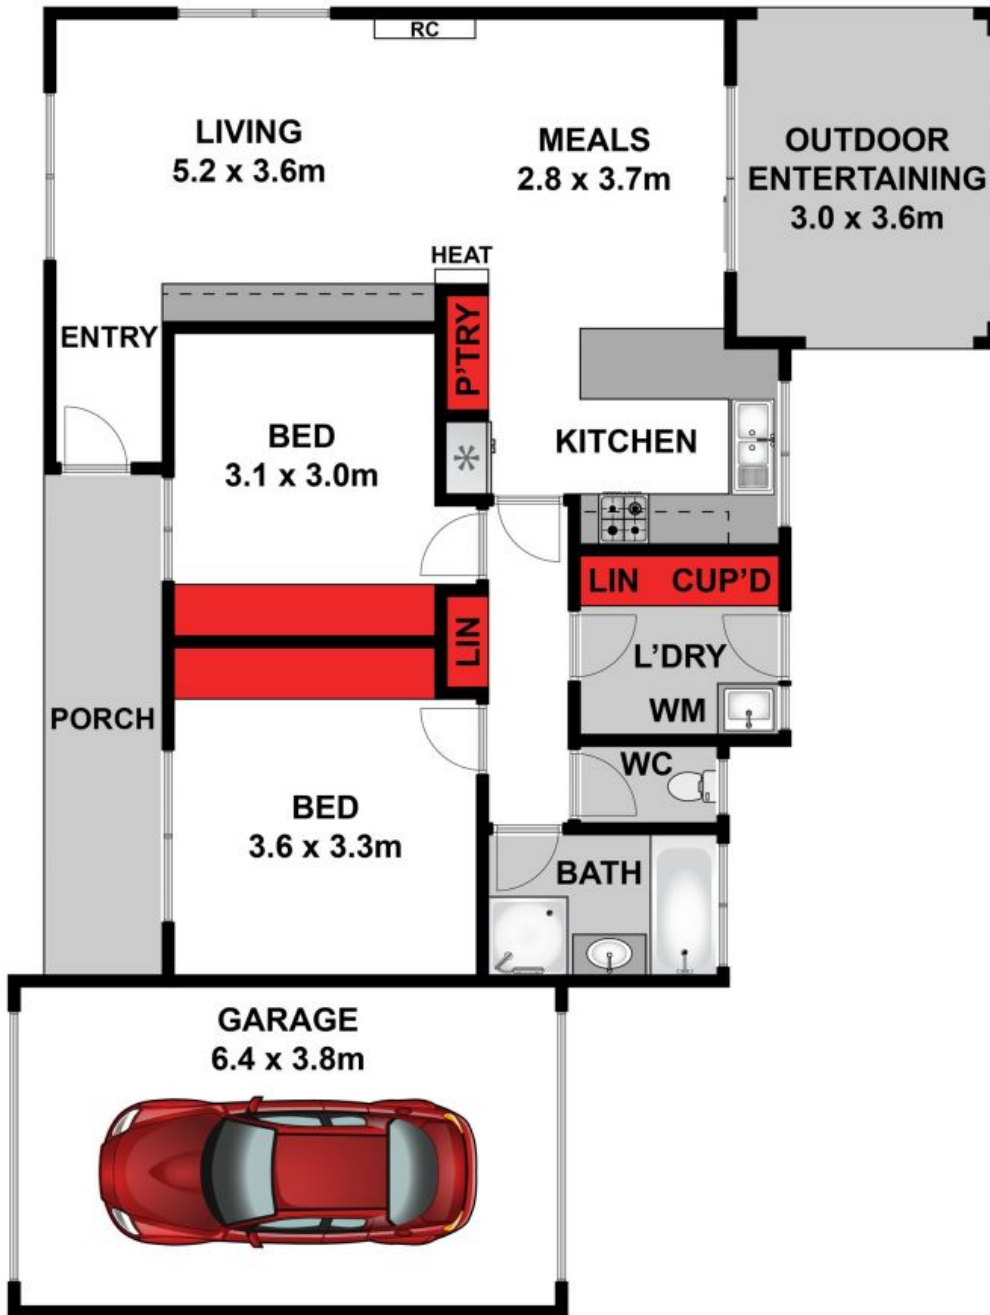 RC
LIVING
5.2 x 3.6m
MEALS
2.8 x 3.7m
OUTDOOR
ENTERTAINING
3.0 x 3.6m
HEAT
ENTRY
P'TRY
BED
3.1 x 3.0m
KITCHEN
LIN CUP'D
LIN
L'DRY
WM
PORCH
WC
BED
3.6 x 3.3m
BATH
GARAGE
6.4 x 3.8m